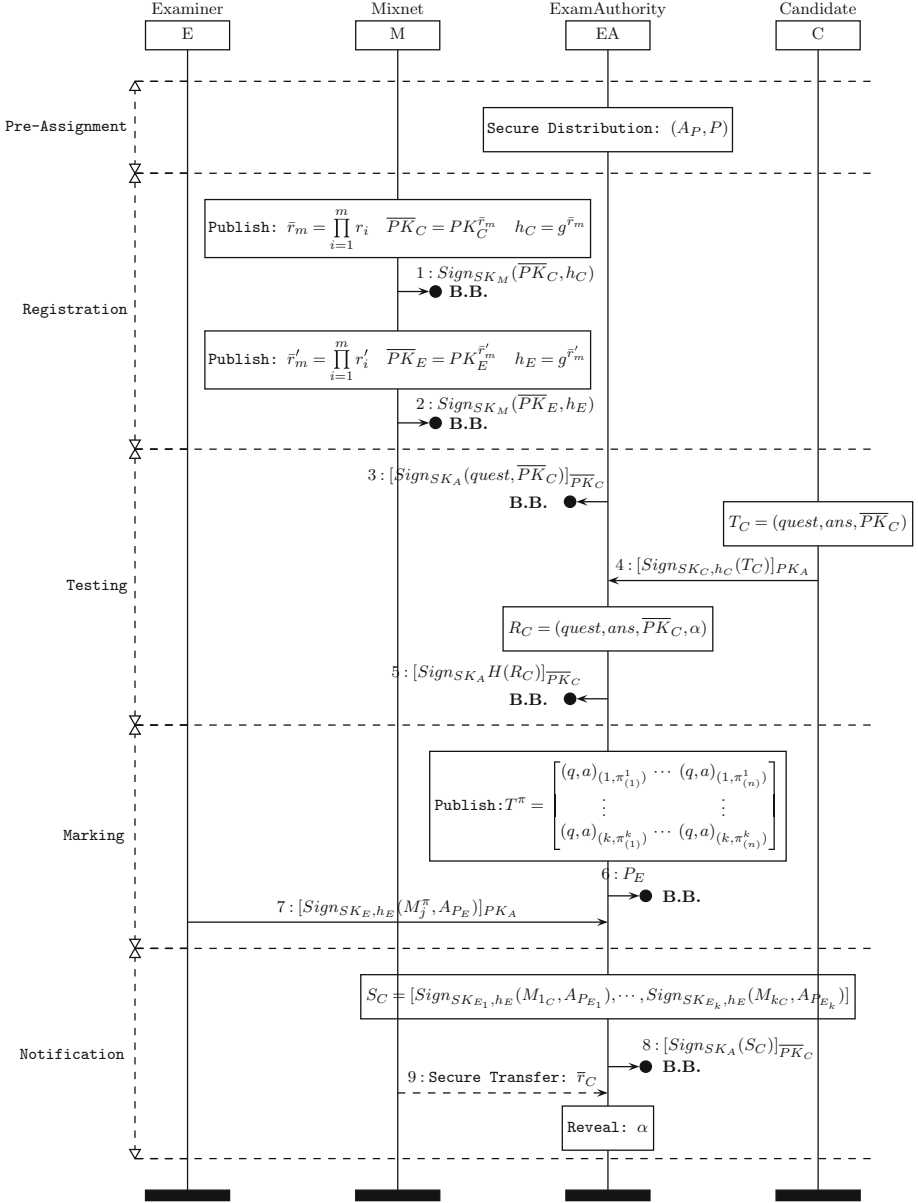 Examiner Mixnet ExamAuthority Candidate
E M EA C
Pre-Assignment
Secure Distribution: (A_P, P)
Registration
Publish: r̄_m = ∏_{i=1}^{m} r_i  \overline{PK}_C = PK_C^{r̄_m}  h_C = g^{r̄_m}
1 : Sign_{SK_M}(\overline{PK}_C, h_C)
B.B.
Publish: r̄'_m = ∏_{i=1}^{m} r'_i  \overline{PK}_E = PK_E^{r̄'_m}  h_E = g^{r̄'_m}
2 : Sign_{SK_M}(\overline{PK}_E, h_E)
B.B.
Testing
3 : [Sign_{SK_A}(quest, \overline{PK}_C)]_{\overline{PK}_C}
B.B.
T_C = (quest, ans, \overline{PK}_C)
4 : [Sign_{SK_C, h_C}(T_C)]_{PK_A}
R_C = (quest, ans, \overline{PK}_C, α)
5 : [Sign_{SK_A} H(R_C)]_{\overline{PK}_C}
B.B.
Marking
(q, a)_{(1, π^1_{(1)})} ⋯ (q, a)_{(1, π^1_{(n)})}
Publish: T^π = ⋮ ⋮
(q, a)_{(k, π^k_{(1)})} ⋯ (q, a)_{(k, π^k_{(n)})}
6 : P_E
B.B.
7 : [Sign_{SK_E, h_E}(M_j^π, A_{P_E})]_{PK_A}
Notification
S_C = [Sign_{SK_{E_1}, h_E}(M_{1_C}, A_{P_{E_1}}), ⋯ , Sign_{SK_{E_k}, h_E}(M_{k_C}, A_{P_{E_k}})]
8 : [Sign_{SK_A}(S_C)]_{\overline{PK}_C}
B.B.
9 : Secure Transfer: r̄_C
Reveal: α